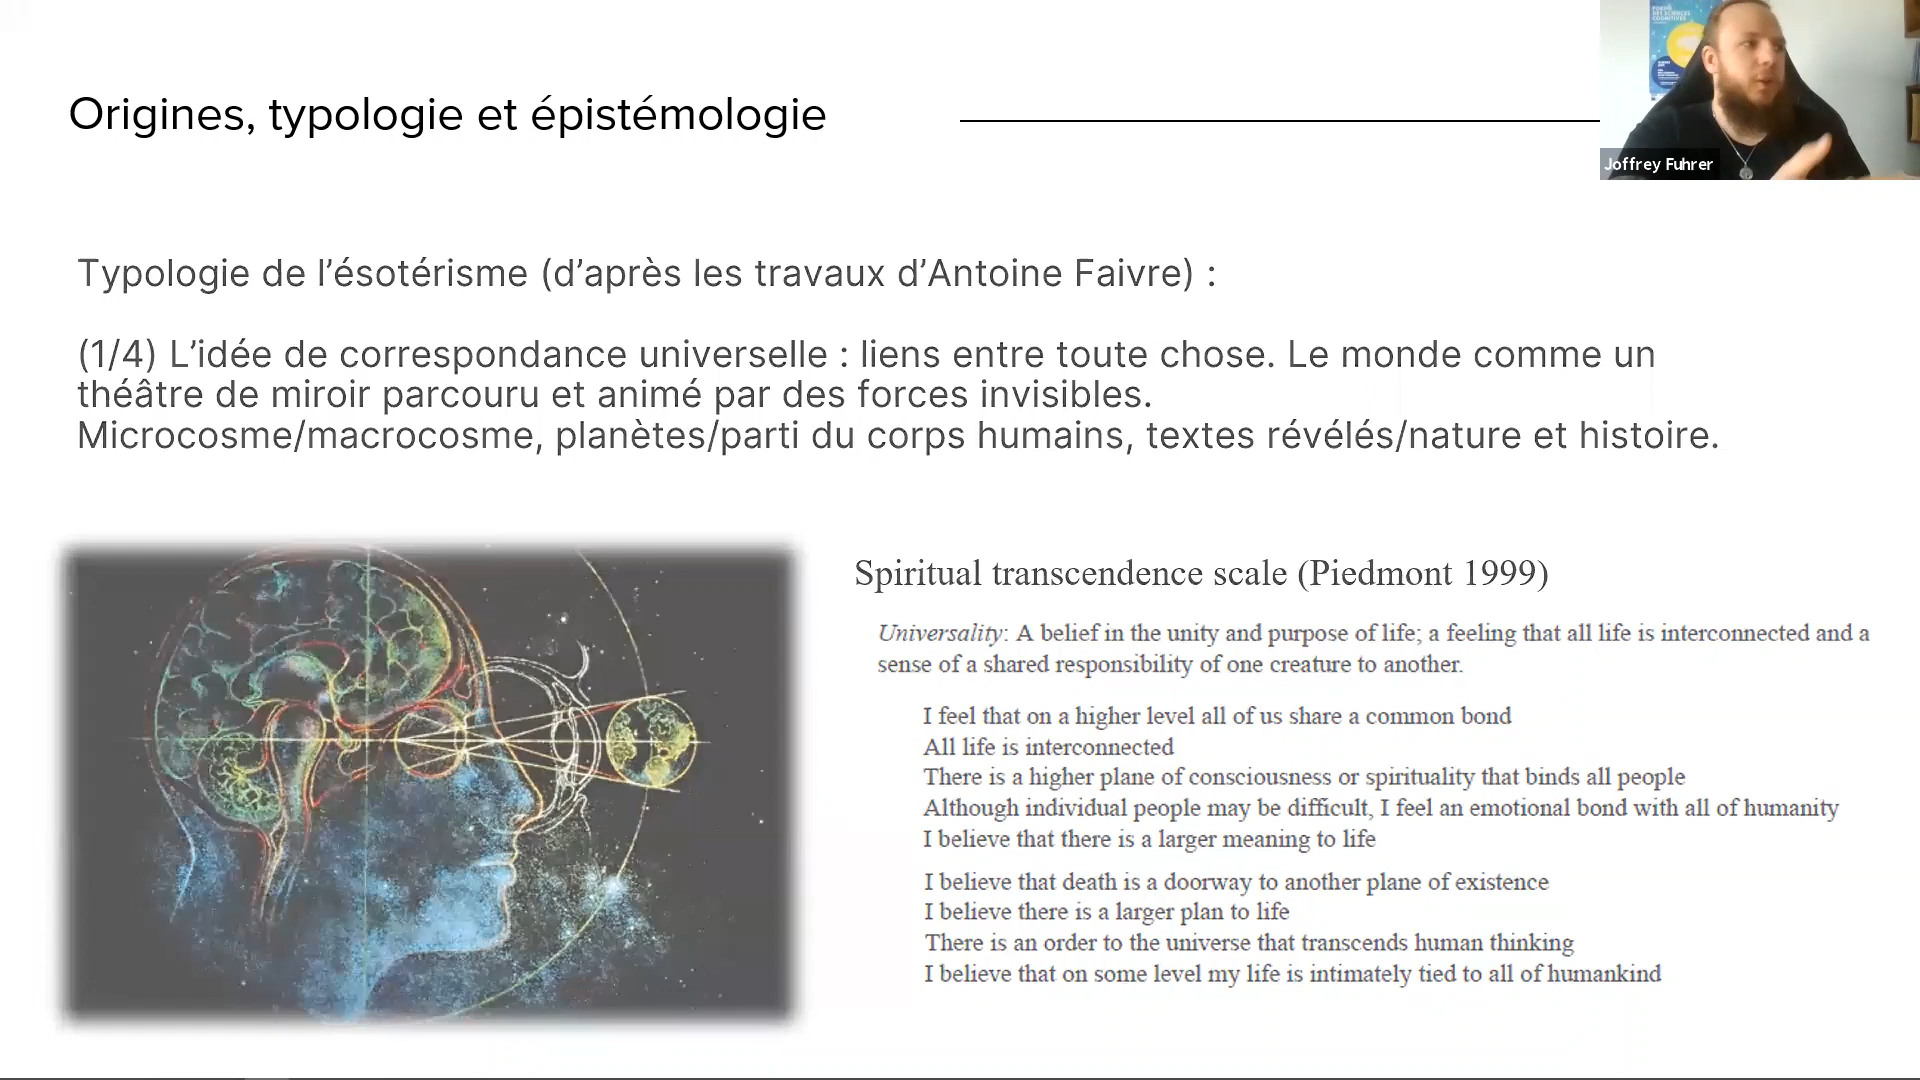 Origines, typologie et épistémologie
FORUM
DES SCIENCES
COGNITIVES
Joffrey Fuhrer
Typologie de l’ésotérisme (d’après les travaux d’Antoine Faivre) :
(1/4) L’idée de correspondance universelle : liens entre toute chose. Le monde comme un
théâtre de miroir parcouru et animé par des forces invisibles.
Microcosme/macrocosme, planètes/parti du corps humains, textes révélés/nature et histoire.
Spiritual transcendence scale (Piedmont 1999)
Universality: A belief in the unity and purpose of life; a feeling that all life is interconnected and a
sense of a shared responsibility of one creature to another.
I feel that on a higher level all of us share a common bond
All life is interconnected
There is a higher plane of consciousness or spirituality that binds all people
Although individual people may be difficult, I feel an emotional bond with all of humanity
I believe that there is a larger meaning to life
I believe that death is a doorway to another plane of existence
I believe there is a larger plan to life
There is an order to the universe that transcends human thinking
I believe that on some level my life is intimately tied to all of humankind